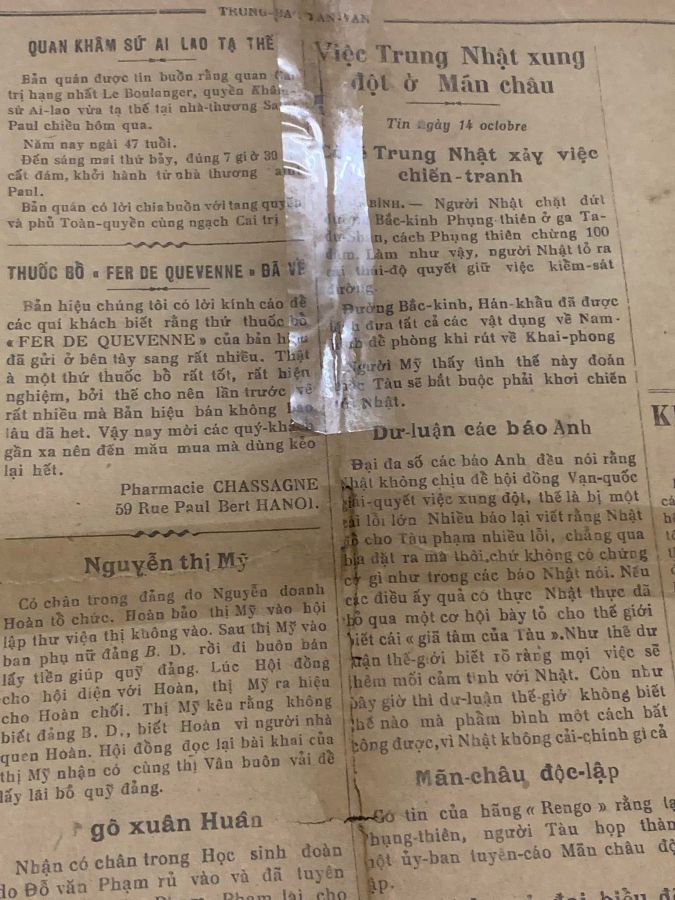 TRUNG-BẮC TÂN-VĂN
QUAN KHÂM SỨ AI LAO TẠ THẾ
Bản quán được tin buồn rằng quan Cai
trị hạng nhất Le Boulanger, quyền Khâm
sứ Ai-lao vừa tạ thế tại nhà-thương Sa
Paul chiều hôm qua.
Năm nay ngài 47 tuổi.
Đến sáng mai thứ bảy, đúng 7 giờ 30
cất đám, khởi hành từ nhà thương
Paul.
Bản quán có lời chia buồn với tang quyến
và phủ Toàn-quyền cùng ngạch Cai trị
THUỐC BỒ « FER DE QUEVENNE » ĐÃ VỀ
Bản hiệu chúng tôi có lời kính cáo để
các quí khách biết rằng thứ thuốc bổ
« FER DE QUEVENNE » của bản hiệu
đã gửi ở bên tây sang rất nhiều. Thật
à một thứ thuốc bổ rất tốt, rất hiện
nghiệm, bởi thế cho nên lần trước về
rất nhiều mà Bản hiệu bán không bao
lâu đã het. Vậy nay mời các quý-khách
gần xa nên đến mău mua mà dùng kẻo
lại hết.
Pharmacie CHASSAGNE
59 Rue Paul Bert HANOI.
Nguyễn thị Mỹ
Có chân trong đảng do Nguyễn doanh
Hoàn tổ chức. Hoàn bảo thị Mỹ vào hội
lập thư viện thị không vào. Sau thị Mỹ vào
ban phụ nữ đảng B. D. rồi đi buôn bán
lấy tiền giúp quỹ đảng. Lúc Hội đồng
cho hội diện với Hoàn, thị Mỹ ra hiệu
cho Hoàn chối. Thị Mỹ kêu rằng không
biết đảng B. D., biết Hoàn vì người nhà
quen Hoàn. Hội đồng đọc lại bài khai của
thị Mỹ nhận có cùng thị Vân buôn vải để
lấy lãi bỏ quỹ đảng.
gô xuân Huân
Nhận có chân trong Học sinh đoàn
do Đỗ văn Phạm rủ vào và đã tuyên
Phạm lại cho
Việc Trung Nhật xung
đột ở Mãn châu
Tin ngày 14 octobre
Trung Nhật xảy việc
chiến-tranh
BÌNH. — Người Nhật chặt dứt
Bắc-kinh Phụng-thiên ở ga Ta-
cách Phụng thiên chừng 100
Làm như vậy, người Nhật tỏ ra
thái-độ quyết giữ việc kiểm-sát
đường.
Đường Bắc-kinh, Hán-khẩu đã được
đưa tất cả các vật dụng về Nam-
đề phòng khi rút về Khai-phong
Người Mỹ thấy tình thế này đoán
Tàu sẽ bắt buộc phải khơi chiến
Nhật.
Dư-luận các báo Anh
Đại đa số các báo Anh đều nói rằng
Nhật không chịu để hội đồng Vạn-quốc
giải-quyết việc xung đột, thế là bị một
cái lỗi lớn Nhiều báo lại viết rằng Nhật
cho Tàu phạm nhiều lỗi, chẳng qua
bịa đặt ra mà thôi, chứ không có chứng
cớ gì như trong các báo Nhật nói. Nếu
các điều ấy quả có thực Nhật thực đã
bỏ qua một cơ hội bày tỏ cho thế giới
biết cái « giã tâm của Tàu ». Như thế dư
luận thế-giới biết rõ ràng mọi việc sẽ
thêm mối cảm tình với Nhật. Còn như
bây giờ thì dư-luận thế-giớ không biết
thế nào mà phẩm bình một cách bất
công được, vì Nhật không cải-chính gì cả
Mãn-châu độc-lập
Có tin của hãng « Rengo » rằng tạ
Phụng-thiên, người Tàu họp thàn
một ủy-ban tuyên-cáo Mãn châu độ
ập.
K